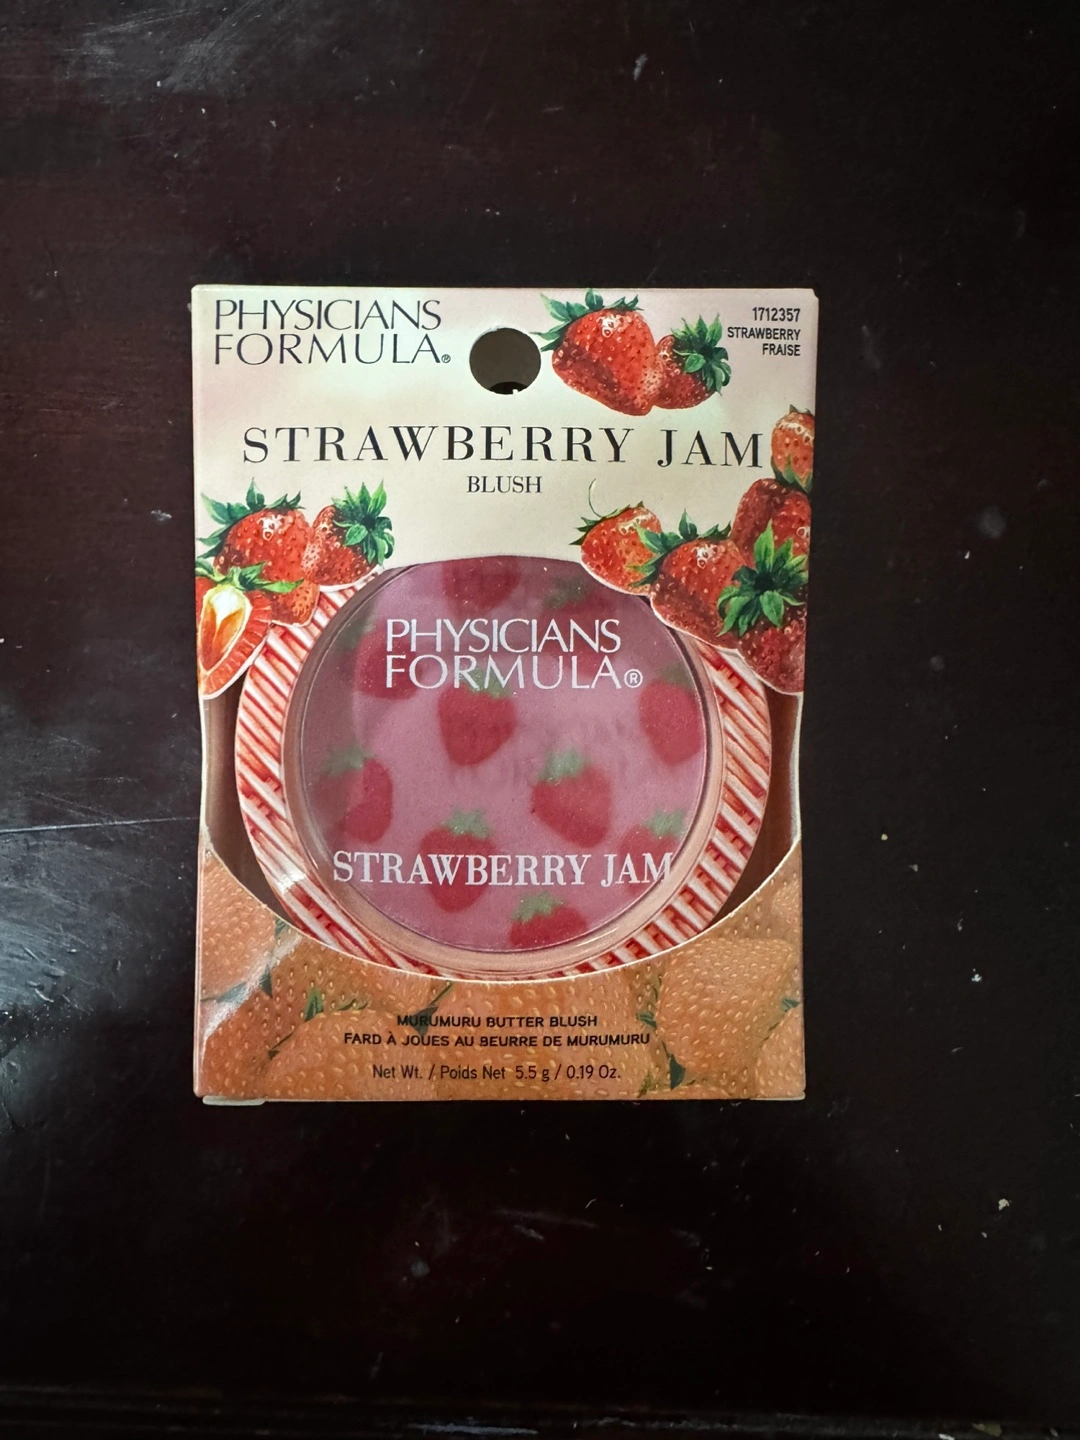 PHYSICIANS
FORMULA®
1712357
STRAWBERRY
FRAISE
STRAWBERRY JAM
BLUSH
PHYSICIANS
FORMULA®
STRAWBERRY JAM
MURUMURU BUTTER BLUSH
FARD À JOUES AU BEURRE DE MURUMURU
Net Wt. / Poids Net 5.5 g / 0.19 Oz.